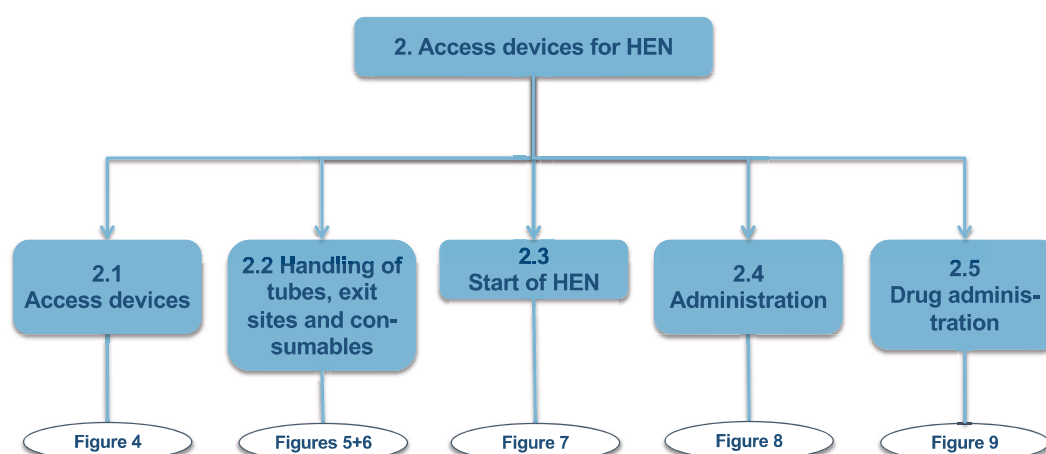 2. Access devices for HEN
2.1
Access devices
2.2 Handling of
tubes, exit
sites and con-
sumables
2.3
Start of HEN
2.4
Administration
2.5
Drug adminis-
tration
Figure 4
Figures 5+6
Figure 7
Figure 8
Figure 9